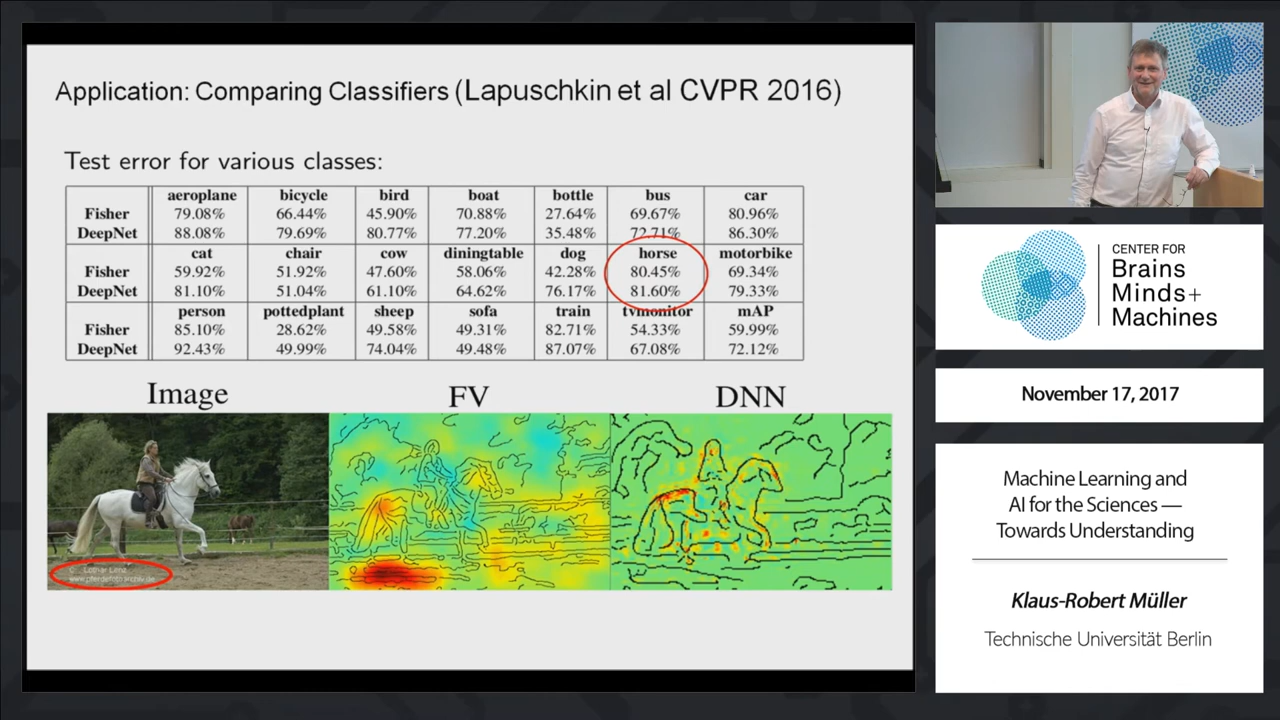 Application: Comparing Classifiers (Lapuschkin et al CVPR 2016)
Test error for various classes:
aeroplane bicycle bird boat bottle bus car
Fisher 79.08% 66.44% 45.90% 70.88% 27.64% 69.67% 80.96%
DeepNet 88.08% 79.69% 80.77% 77.20% 35.48% 72.71% 86.30%
cat chair cow diningtable dog horse motorbike
Fisher 59.92% 51.92% 47.60% 58.06% 42.28% 80.45% 69.34%
DeepNet 81.10% 51.04% 61.10% 64.62% 76.17% 81.60% 79.33%
person pottedplant sheep sofa train tvmonitor mAP
Fisher 85.10% 28.62% 49.58% 49.31% 82.71% 54.33% 59.99%
DeepNet 92.43% 49.99% 74.04% 49.48% 87.07% 67.08% 72.12%
Image FV DNN
© Lothar Lenz
www.pferdefotoarchiv.de
CENTER FOR
Brains
Minds+
Machines
November 17, 2017
Machine Learning and
AI for the Sciences —
Towards Understanding
Klaus-Robert Müller
Technische Universität Berlin